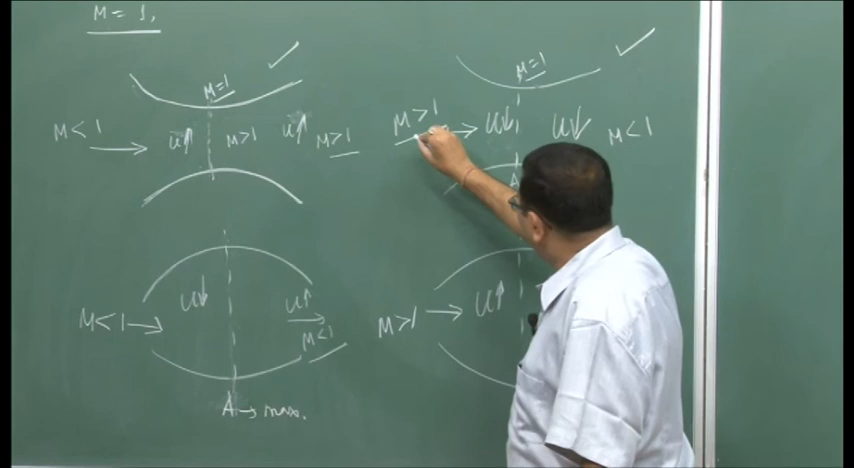 M = 1,
M=1
M<1 → u↑ M>1 u↑ M>1
M=1
M>1 → u↓ u↓ M<1
A
M<1 → u↓ u↑
M<1
A → max.
M>1 → u↑